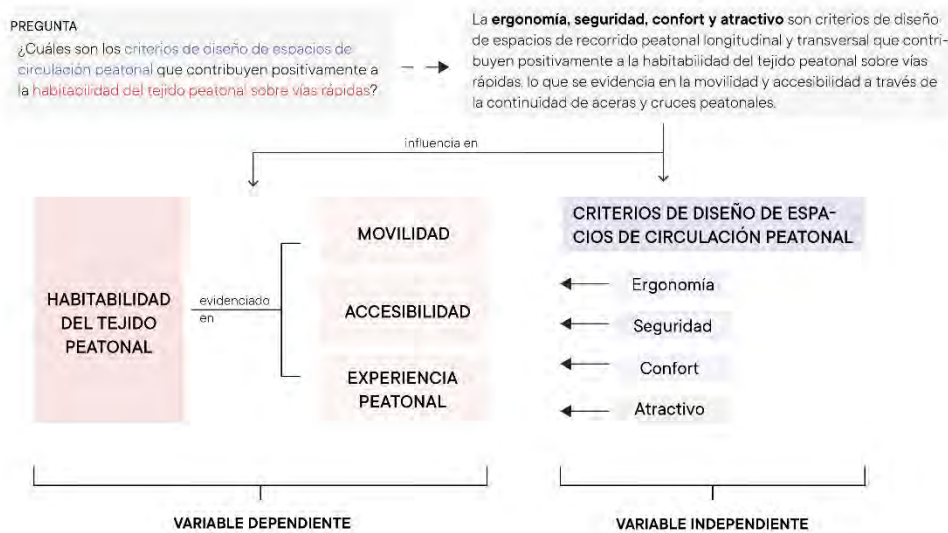 PREGUNTA
¿Cuáles son los criterios de diseño de espacios de
circulación peatonal que contribuyen positivamente a
la habitabilidad del tejido peatonal sobre vías rápidas?
La ergonomía, seguridad, confort y atractivo son criterios de diseño
de espacios de recorrido peatonal longitudinal y transversal que contri-
buyen positivamente a la habitabilidad del tejido peatonal sobre vías
rápidas, lo que se evidencia en la movilidad y accesibilidad a través de
la continuidad de aceras y cruces peatonales.
influencia en
HABITABILIDAD
DEL TEJIDO
PEATONAL
evidenciado
en
MOVILIDAD
ACCESIBILIDAD
EXPERIENCIA
PEATONAL
CRITERIOS DE DISEÑO DE ESPA-
CIOS DE CIRCULACIÓN PEATONAL
Ergonomía
Seguridad
Confort
Atractivo
VARIABLE DEPENDIENTE
VARIABLE INDEPENDIENTE